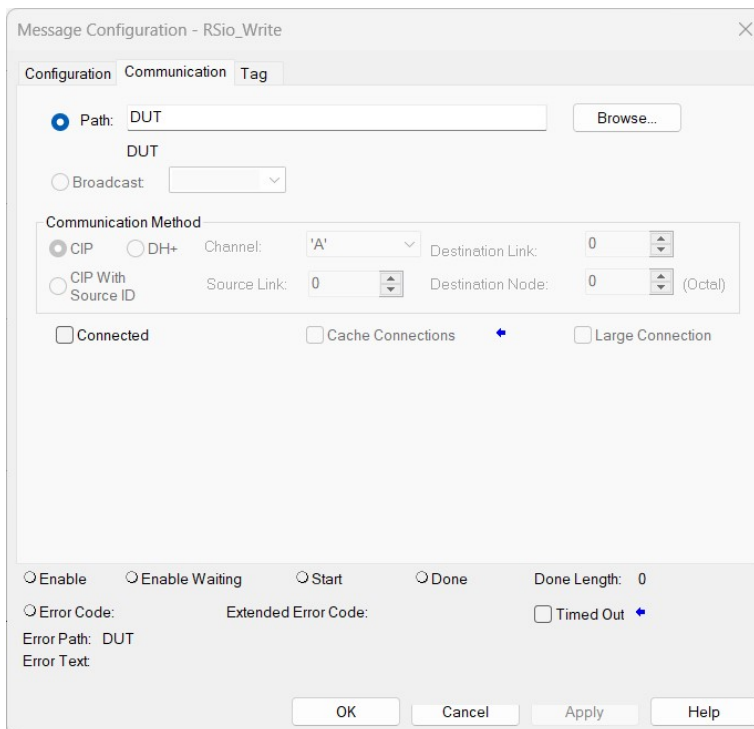 Message Configuration - RSio_Write
Configuration Communication Tag
Path: DUT Browse...
DUT
Broadcast:
Communication Method
CIP DH+ Channel: 'A' Destination Link: 0
CIP With
Source ID Source Link: 0 Destination Node: 0 (Octal)
Connected Cache Connections Large Connection
Enable Enable Waiting Start Done Done Length: 0
Error Code: Extended Error Code: Timed Out
Error Path: DUT
Error Text:
OK Cancel Apply Help